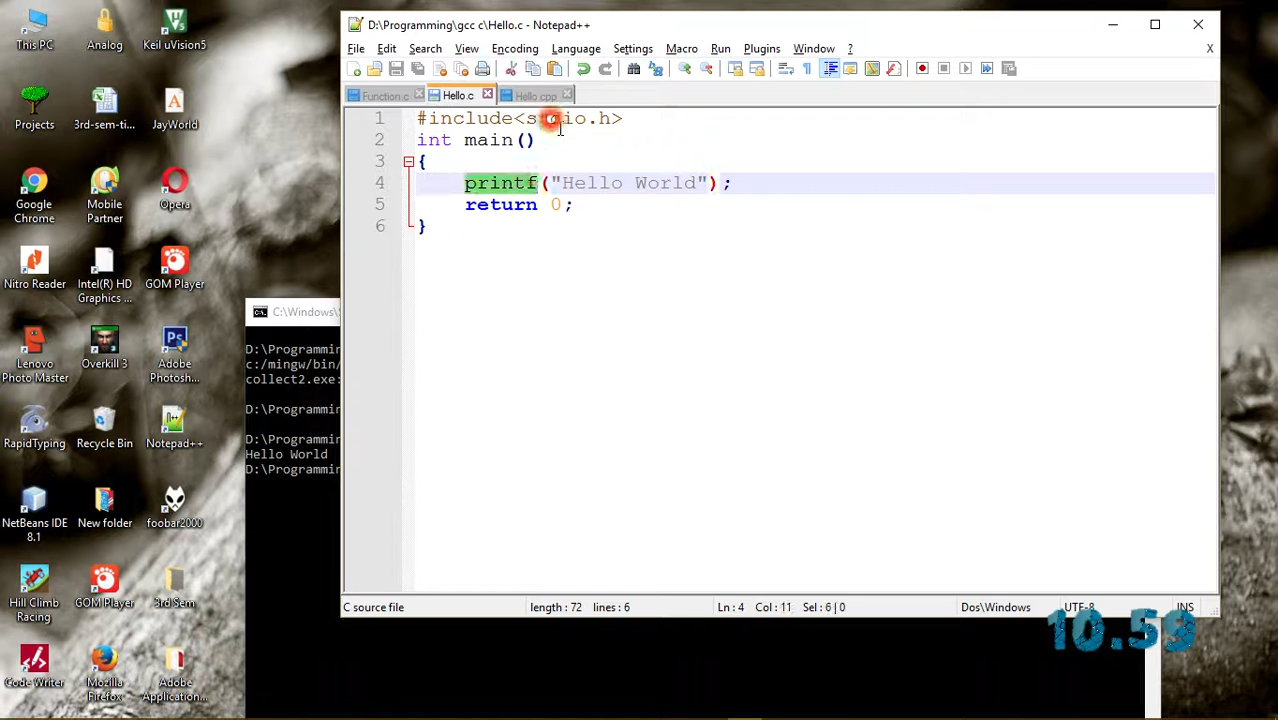 D:\Programming\gcc c\Hello.c - Notepad++
File Edit Search View Encoding Language Settings Macro Run Plugins Window ? X
Function.c Hello.c Hello.cpp
1 #include<stdio.h>
2 int main()
3 {
4 printf("Hello World");
5 return 0;
6 }
C source file length : 72 lines : 6 Ln : 4 Col : 11 Sel : 6 | 0 Dos\Windows UTF-8 INS
10.59
This PC
Analog
Keil uVision5
Projects
3rd-sem-ti...
JayWorld
Google Chrome
Mobile Partner
Opera
Nitro Reader
Intel(R) HD Graphics ...
GOM Player
Lenovo Photo Master
Overkill 3
Adobe Photosh...
RapidTyping
Recycle Bin
Notepad++
NetBeans IDE 8.1
New folder
foobar2000
Hill Climb Racing
GOM Player
3rd Sem
Code Writer
Mozilla Firefox
Adobe Application...
C:\Windows\
D:\Programmin
c:/mingw/bin/
collect2.exe:
D:\Programmin
D:\Programmin
Hello World
D:\Programmin